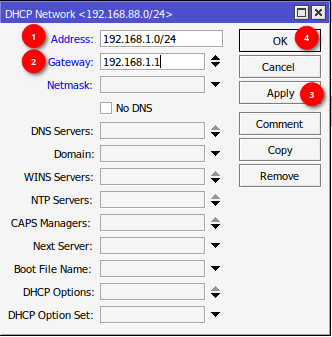 DHCP Network <192.168.88.0/24>
1 Address: 192.168.1.0/24 OK 4
2 Gateway: 192.168.1.1 Cancel
Netmask: Apply 3
No DNS
Comment
DNS Servers:
Domain: Copy
WINS Servers: Remove
NTP Servers:
CAPS Managers:
Next Server:
Boot File Name:
DHCP Options:
DHCP Option Set: